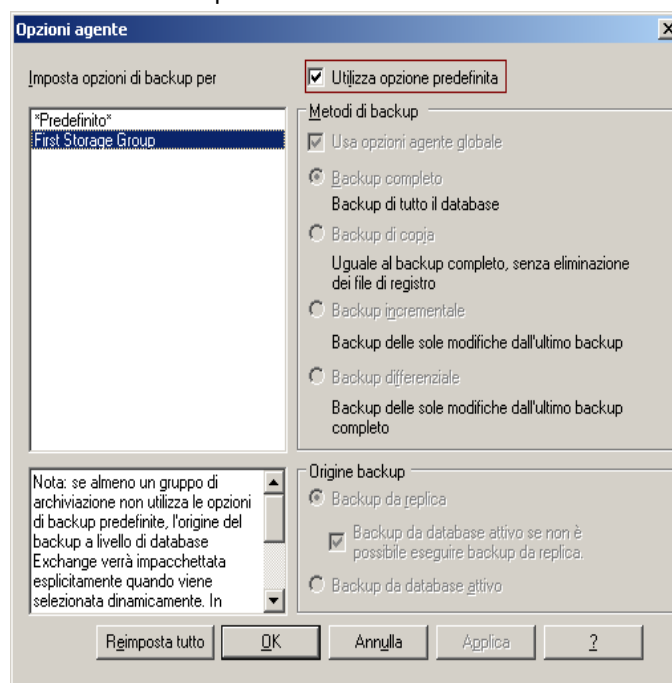 Opzioni agente
Imposta opzioni di backup per
Utilizza opzione predefinita
*Predefinito*
First Storage Group
Metodi di backup
Usa opzioni agente globale
Backup completo
Backup di tutto il database
Backup di copia
Uguale al backup completo, senza eliminazione
dei file di registro
Backup incrementale
Backup delle sole modifiche dall'ultimo backup
Backup differenziale
Backup delle sole modifiche dall'ultimo backup
completo
Nota: se almeno un gruppo di
archiviazione non utilizza le opzioni
di backup predefinite, l'origine del
backup a livello di database
Exchange verrà impacchettata
esplicitamente quando viene
selezionata dinamicamente. In
Origine backup
Backup da replica
Backup da database attivo se non è
possibile eseguire backup da replica.
Backup da database attivo
Reimposta tutto
OK
Annulla
Applica
?